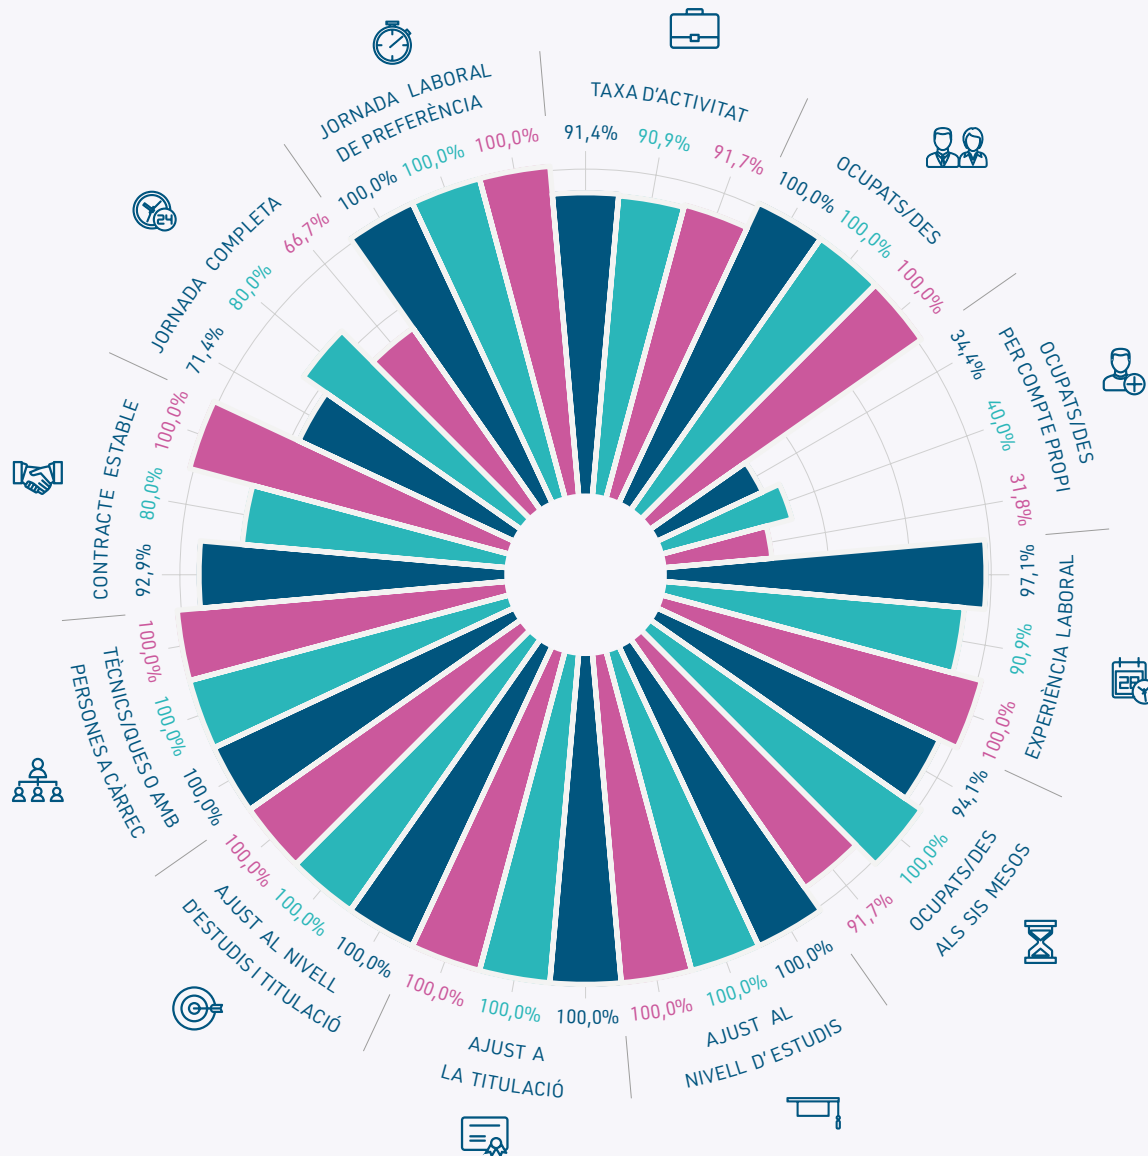 TAXA D'ACTIVITAT
91,4%
90,9%
91,7%
OCUPATS/DES
100,0%
100,0%
100,0%
OCUPATS/DES
PER COMPTE PROPI
34,4%
40,0%
31,8%
EXPERIÈNCIA LABORAL
97,1%
90,9%
100,0%
OCUPATS/DES
ALS SIS MESOS
94,1%
100,0%
91,7%
AJUST AL
NIVELL D'ESTUDIS
100,0%
100,0%
100,0%
AJUST A
LA TITULACIÓ
100,0%
100,0%
100,0%
AJUST AL NIVELL
D'ESTUDIS I TITULACIÓ
100,0%
100,0%
100,0%
TÈCNICS/QUES O AMB
PERSONES A CÀRREC
100,0%
100,0%
100,0%
CONTRACTE ESTABLE
92,9%
80,0%
100,0%
JORNADA COMPLETA
71,4%
80,0%
66,7%
24
JORNADA LABORAL
DE PREFERÈNCIA
100,0%
100,0%
100,0%